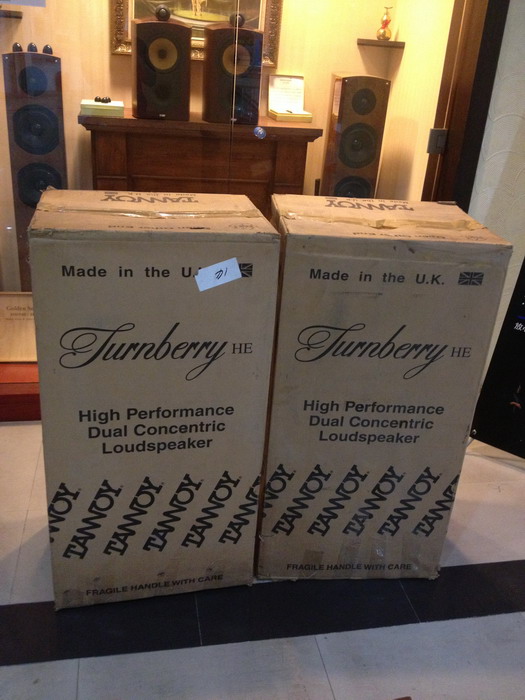 TANNOY
Made in the U.
Turnberry HE
High Performance
Dual Concentric
Loudspeaker
TANNOY TANNOY TANNOY TANNOY
FRAGILE HANDLE WITH CARE
TANNOY
Made in the U.K.
Turnberry HE
High Performance
Dual Concentric
Loudspeaker
TANNOY TANNOY TANNOY TANNOY
FRAGILE HANDLE WITH CARE